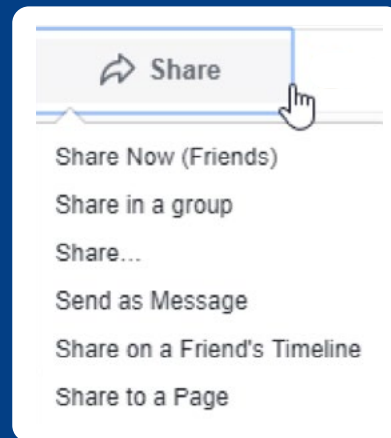 Share
Share Now (Friends)
Share in a group
Share...
Send as Message
Share on a Friend's Timeline
Share to a Page